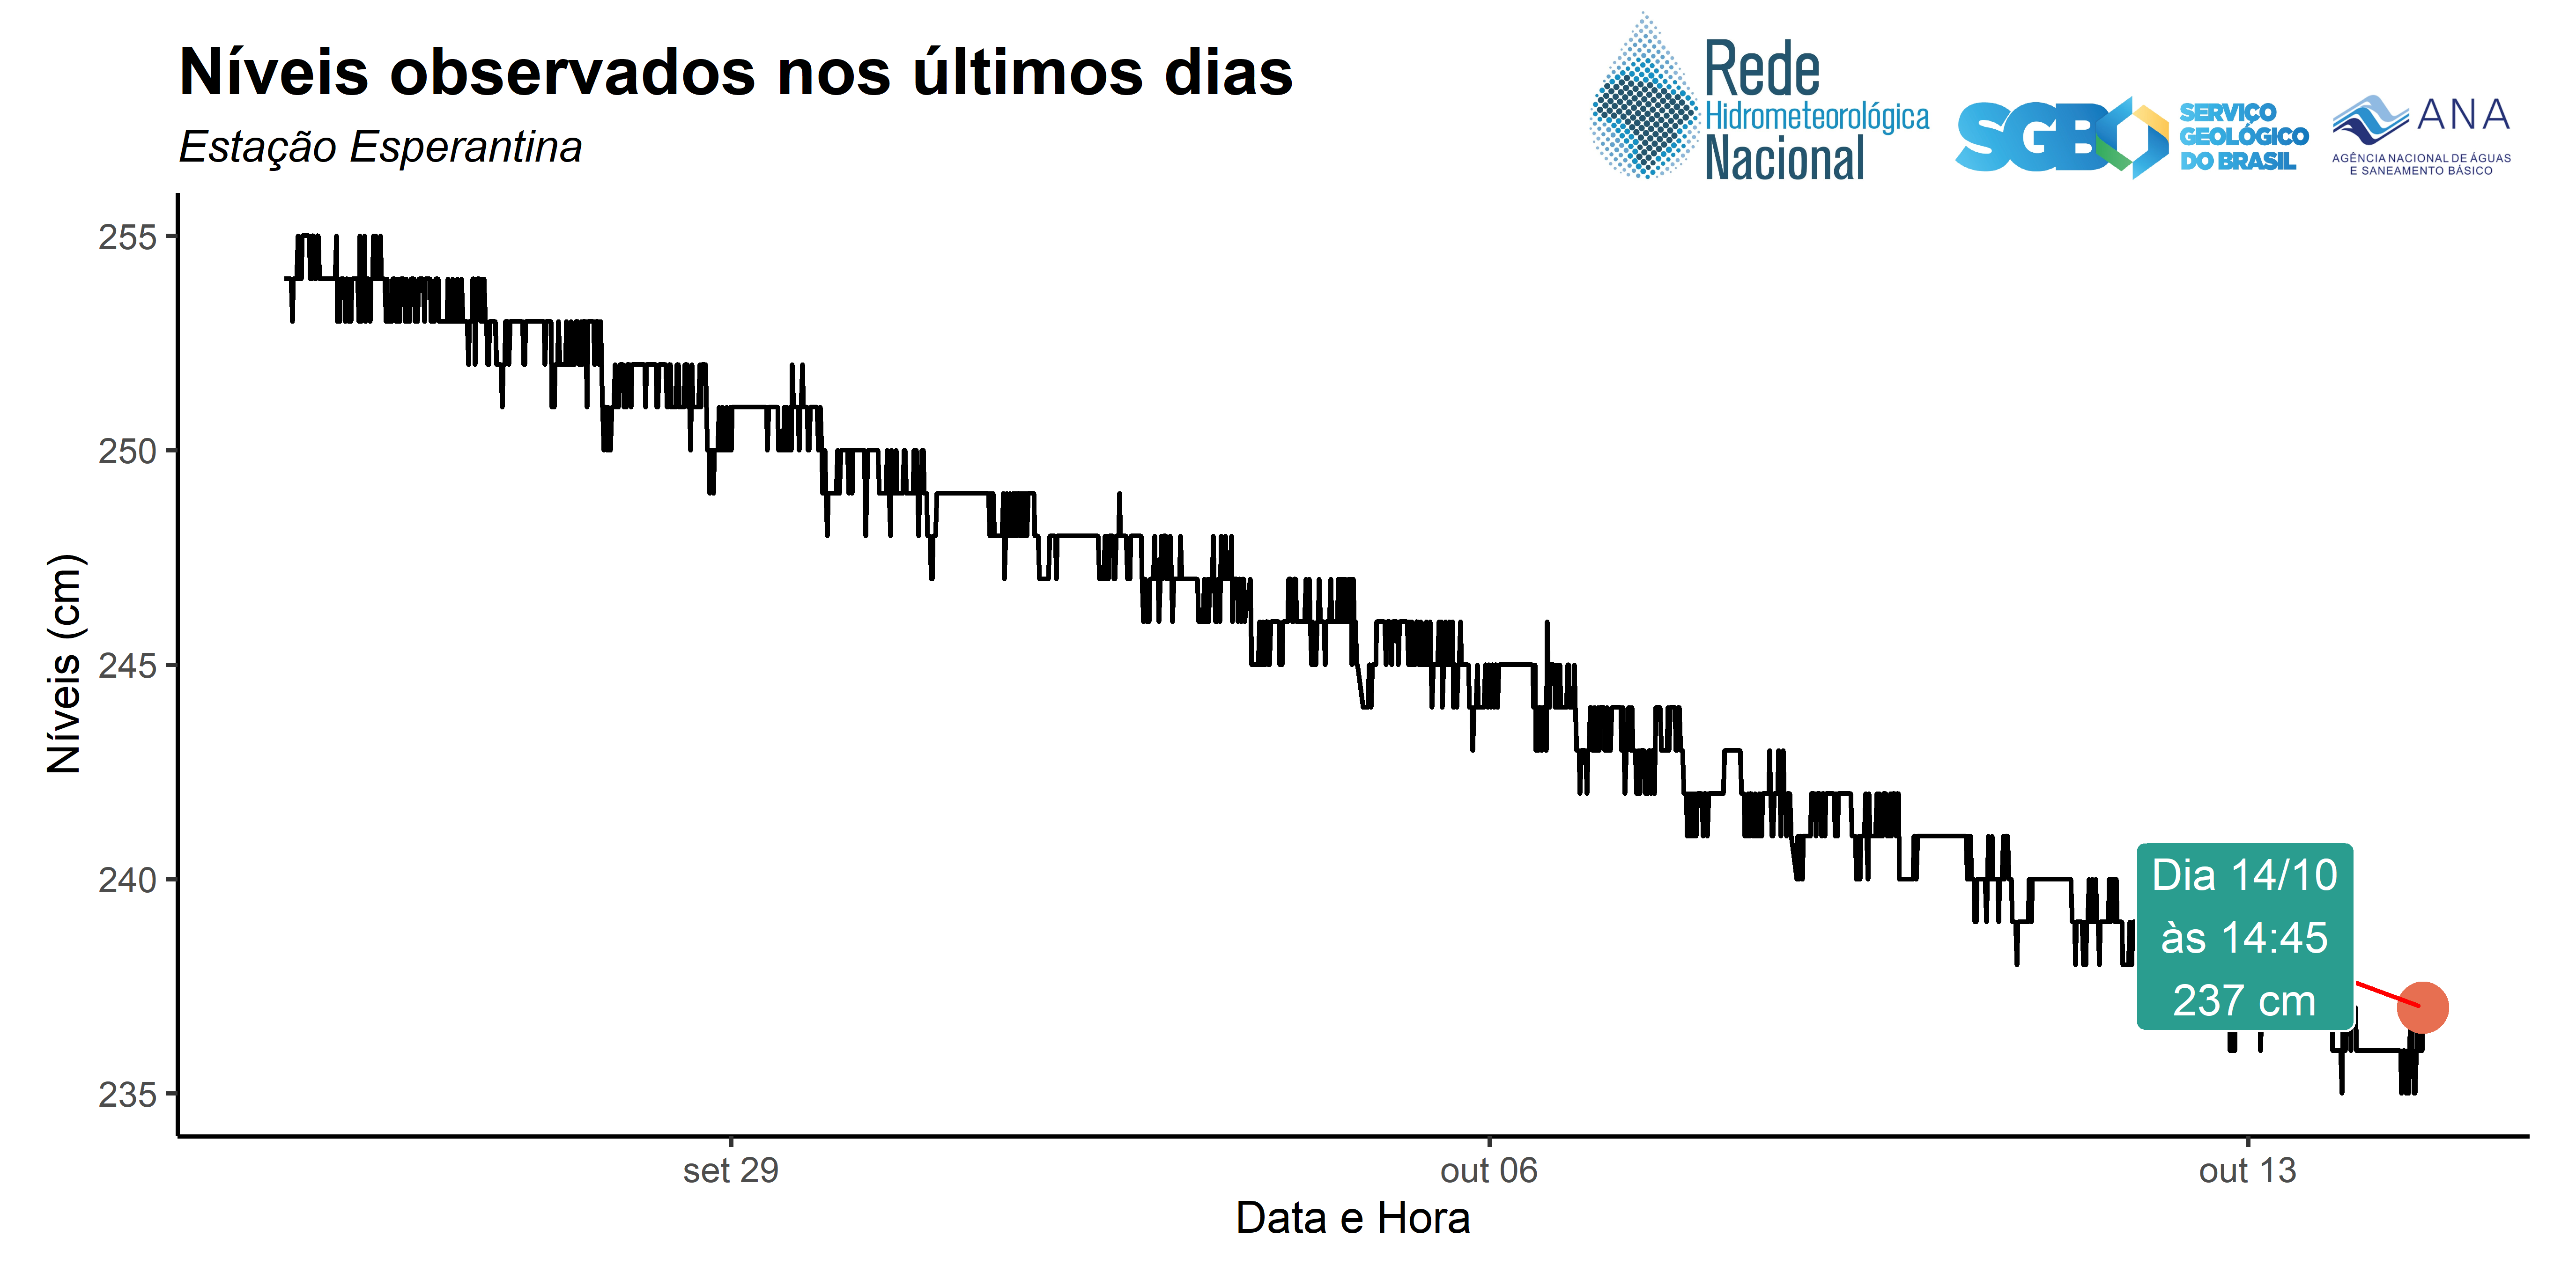 Níveis observados nos últimos dias
Estação Esperantina
Rede
Hidrometeorológica
Nacional
SGB
SERVIÇO
GEOLÓGICO
DO BRASIL
ANA
AGÊNCIA NACIONAL DE ÁGUAS
E SANEAMENTO BÁSICO
Níveis (cm)
255
250
245
240
235
Dia 14/10
às 14:45
237 cm
set 29
out 06
out 13
Data e Hora